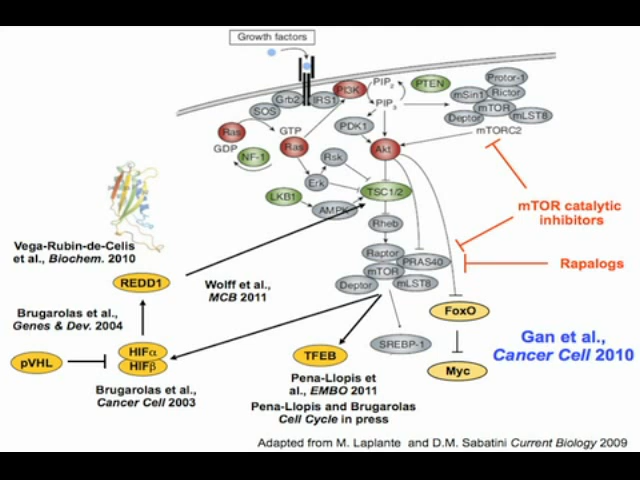 Growth factors
PI3K
PIP2
PTEN
Protor-1
mSin1
Rictor
Grb2
IRS1
SOS
PIP3
mTOR
Deptor
mLST8
PDK1
mTORC2
Ras
GTP
GDP
Ras
Akt
NF-1
Rsk
Erk
TSC1/2
LKB1
AMPK
mTOR catalytic
inhibitors
Rheb
Vega-Rubin-de-Celis
et al., Biochem. 2010
Raptor
PRAS40
Rapalogs
mTOR
REDD1
Wolff et al.,
MCB 2011
Deptor
mLST8
Brugarolas et al.,
Genes & Dev. 2004
FoxO
Gan et al.,
Cancer Cell 2010
SREBP-1
HIFα
HIFβ
pVHL
TFEB
Myc
Brugarolas et al.,
Cancer Cell 2003
Pena-Llopis et
al., EMBO 2011
Pena-Llopis and Brugarolas
Cell Cycle in press
Adapted from M. Laplante and D.M. Sabatini Current Biology 2009